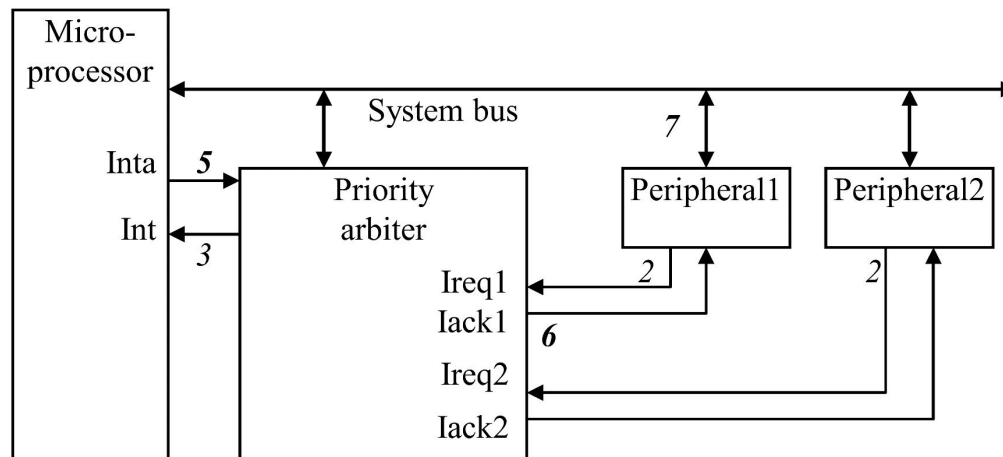 Micro-
processor
System bus
7
Inta
5
Priority
arbiter
Peripheral1
Peripheral2
Int
3
2
2
Ireq1
Iack1
6
Ireq2
Iack2